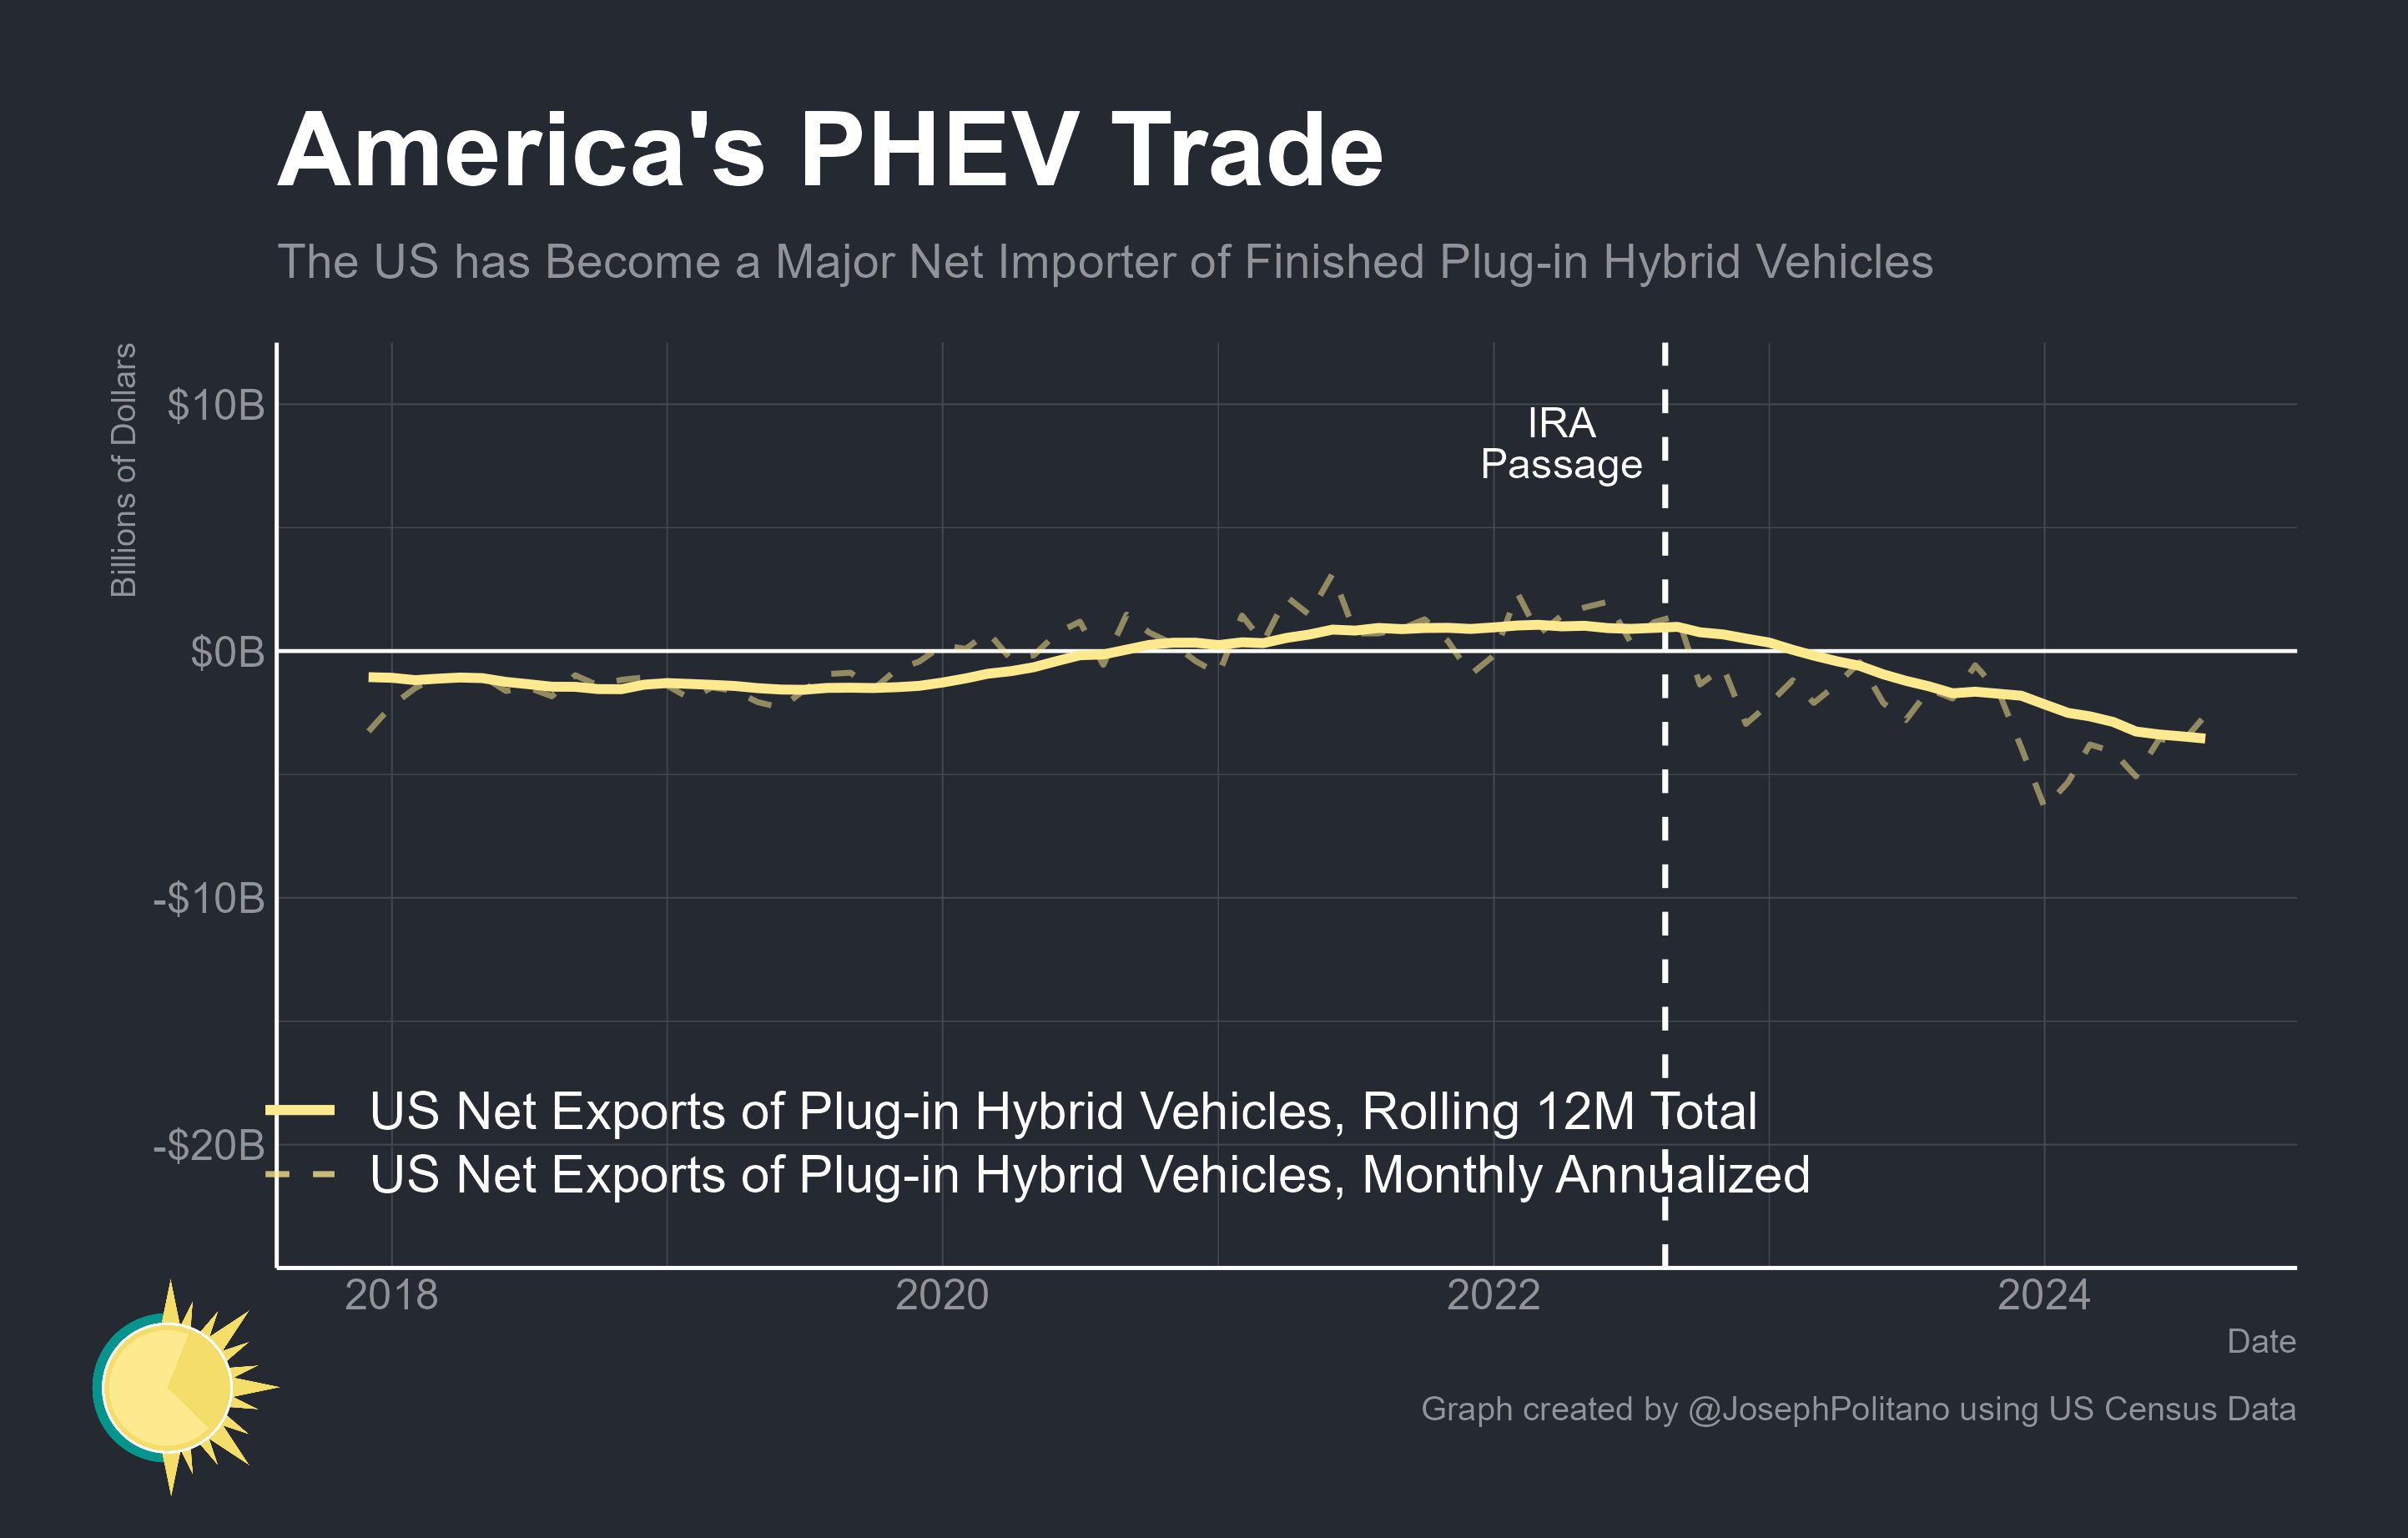 America's PHEV Trade
The US has Become a Major Net Importer of Finished Plug-in Hybrid Vehicles
Billions of Dollars
$10B
$0B
-$10B
-$20B
IRA
Passage
US Net Exports of Plug-in Hybrid Vehicles, Rolling 12M Total
US Net Exports of Plug-in Hybrid Vehicles, Monthly Annualized
2018
2020
2022
2024
Date
Graph created by @JosephPolitano using US Census Data